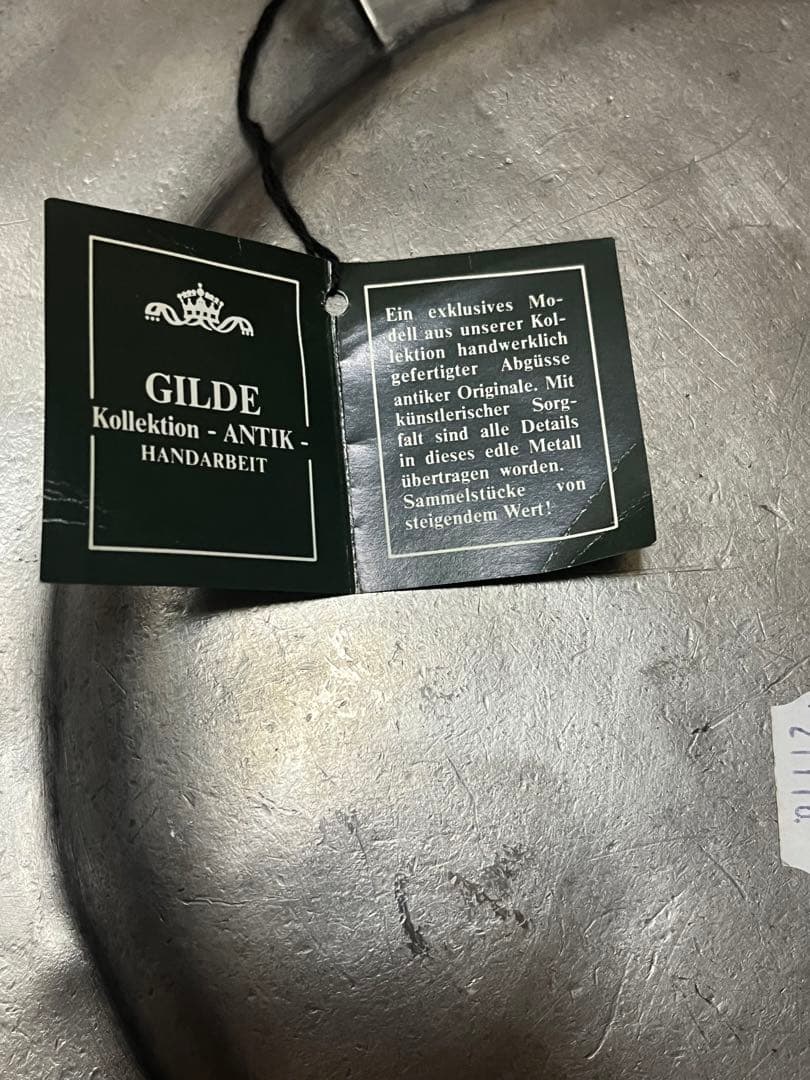 GILDE
Kollektion - ANTIK -
HANDARBEIT
Ein exklusives Mo-
dell aus unserer Kol-
lektion handwerklich
gefertigter Abgüsse
antiker Originale. Mit
künstlerischer Sorg-
falt sind alle Details
in dieses edle Metall
übertragen worden.
Sammelstücke von
steigendem Wert!